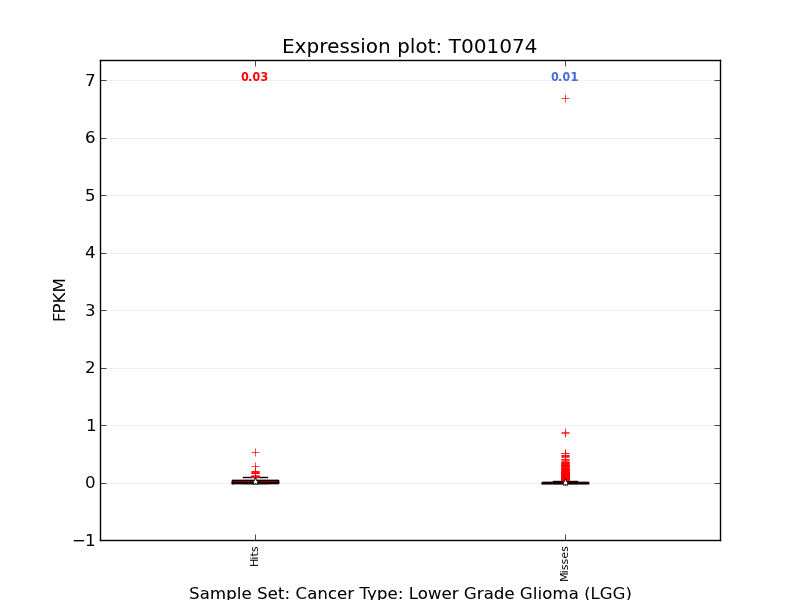 Expression plot: T001074
0.03
0.01
7
6
5
4
3
2
1
0
−1
FPKM
Hits
Misses
Sample Set: Cancer Type: Lower Grade Glioma (LGG)